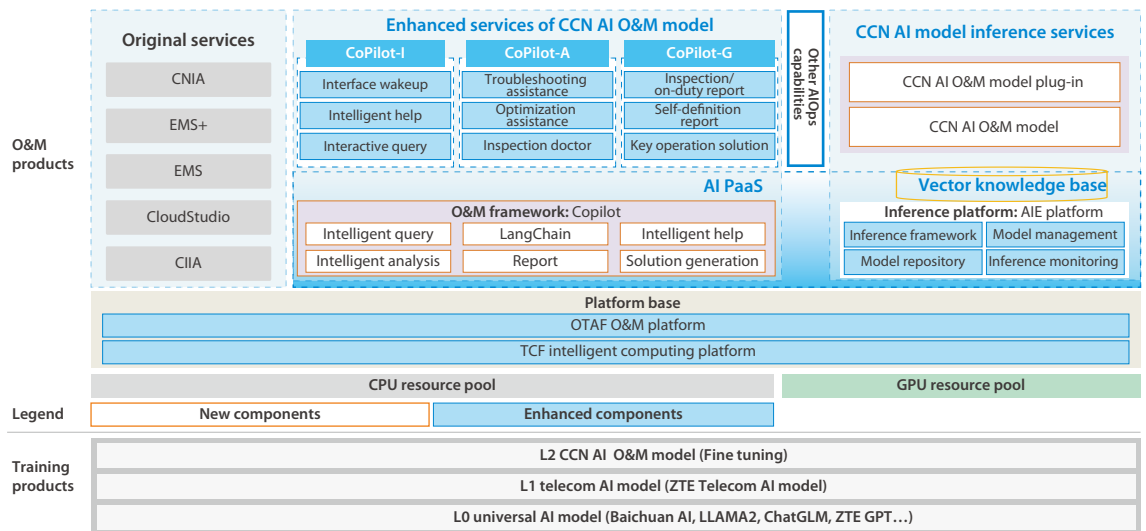 O&M
products
Original services
CNIA
EMS+
EMS
CloudStudio
CIIA
Enhanced services of CCN AI O&M model
CoPilot-I
Interface wakeup
Intelligent help
Interactive query
CoPilot-A
Troubleshooting
assistance
Optimization
assistance
Inspection doctor
CoPilot-G
Inspection/
on-duty report
Self-definition
report
Key operation solution
Other AIOps
capabilities
CCN AI model inference services
CCN AI O&M model plug-in
CCN AI O&M model
AI PaaS
O&M framework: Copilot
Intelligent query
LangChain
Intelligent help
Intelligent analysis
Report
Solution generation
Vector knowledge base
Inference platform: AIE platform
Inference framework
Model management
Model repository
Inference monitoring
Platform base
OTAF O&M platform
TCF intelligent computing platform
CPU resource pool
GPU resource pool
Legend
New components
Enhanced components
Training
products
L2 CCN AI O&M model (Fine tuning)
L1 telecom AI model (ZTE Telecom AI model)
L0 universal AI model (Baichuan AI, LLAMA2, ChatGLM, ZTE GPT…)